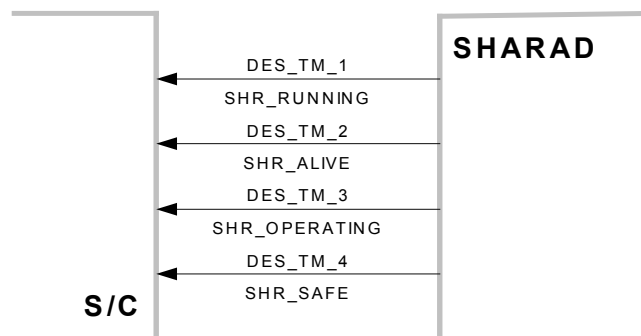 SHARAD
DES_TM_1
SHR_RUNNING
DES_TM_2
SHR_ALIVE
DES_TM_3
SHR_OPERATING
DES_TM_4
SHR_SAFE
S/C